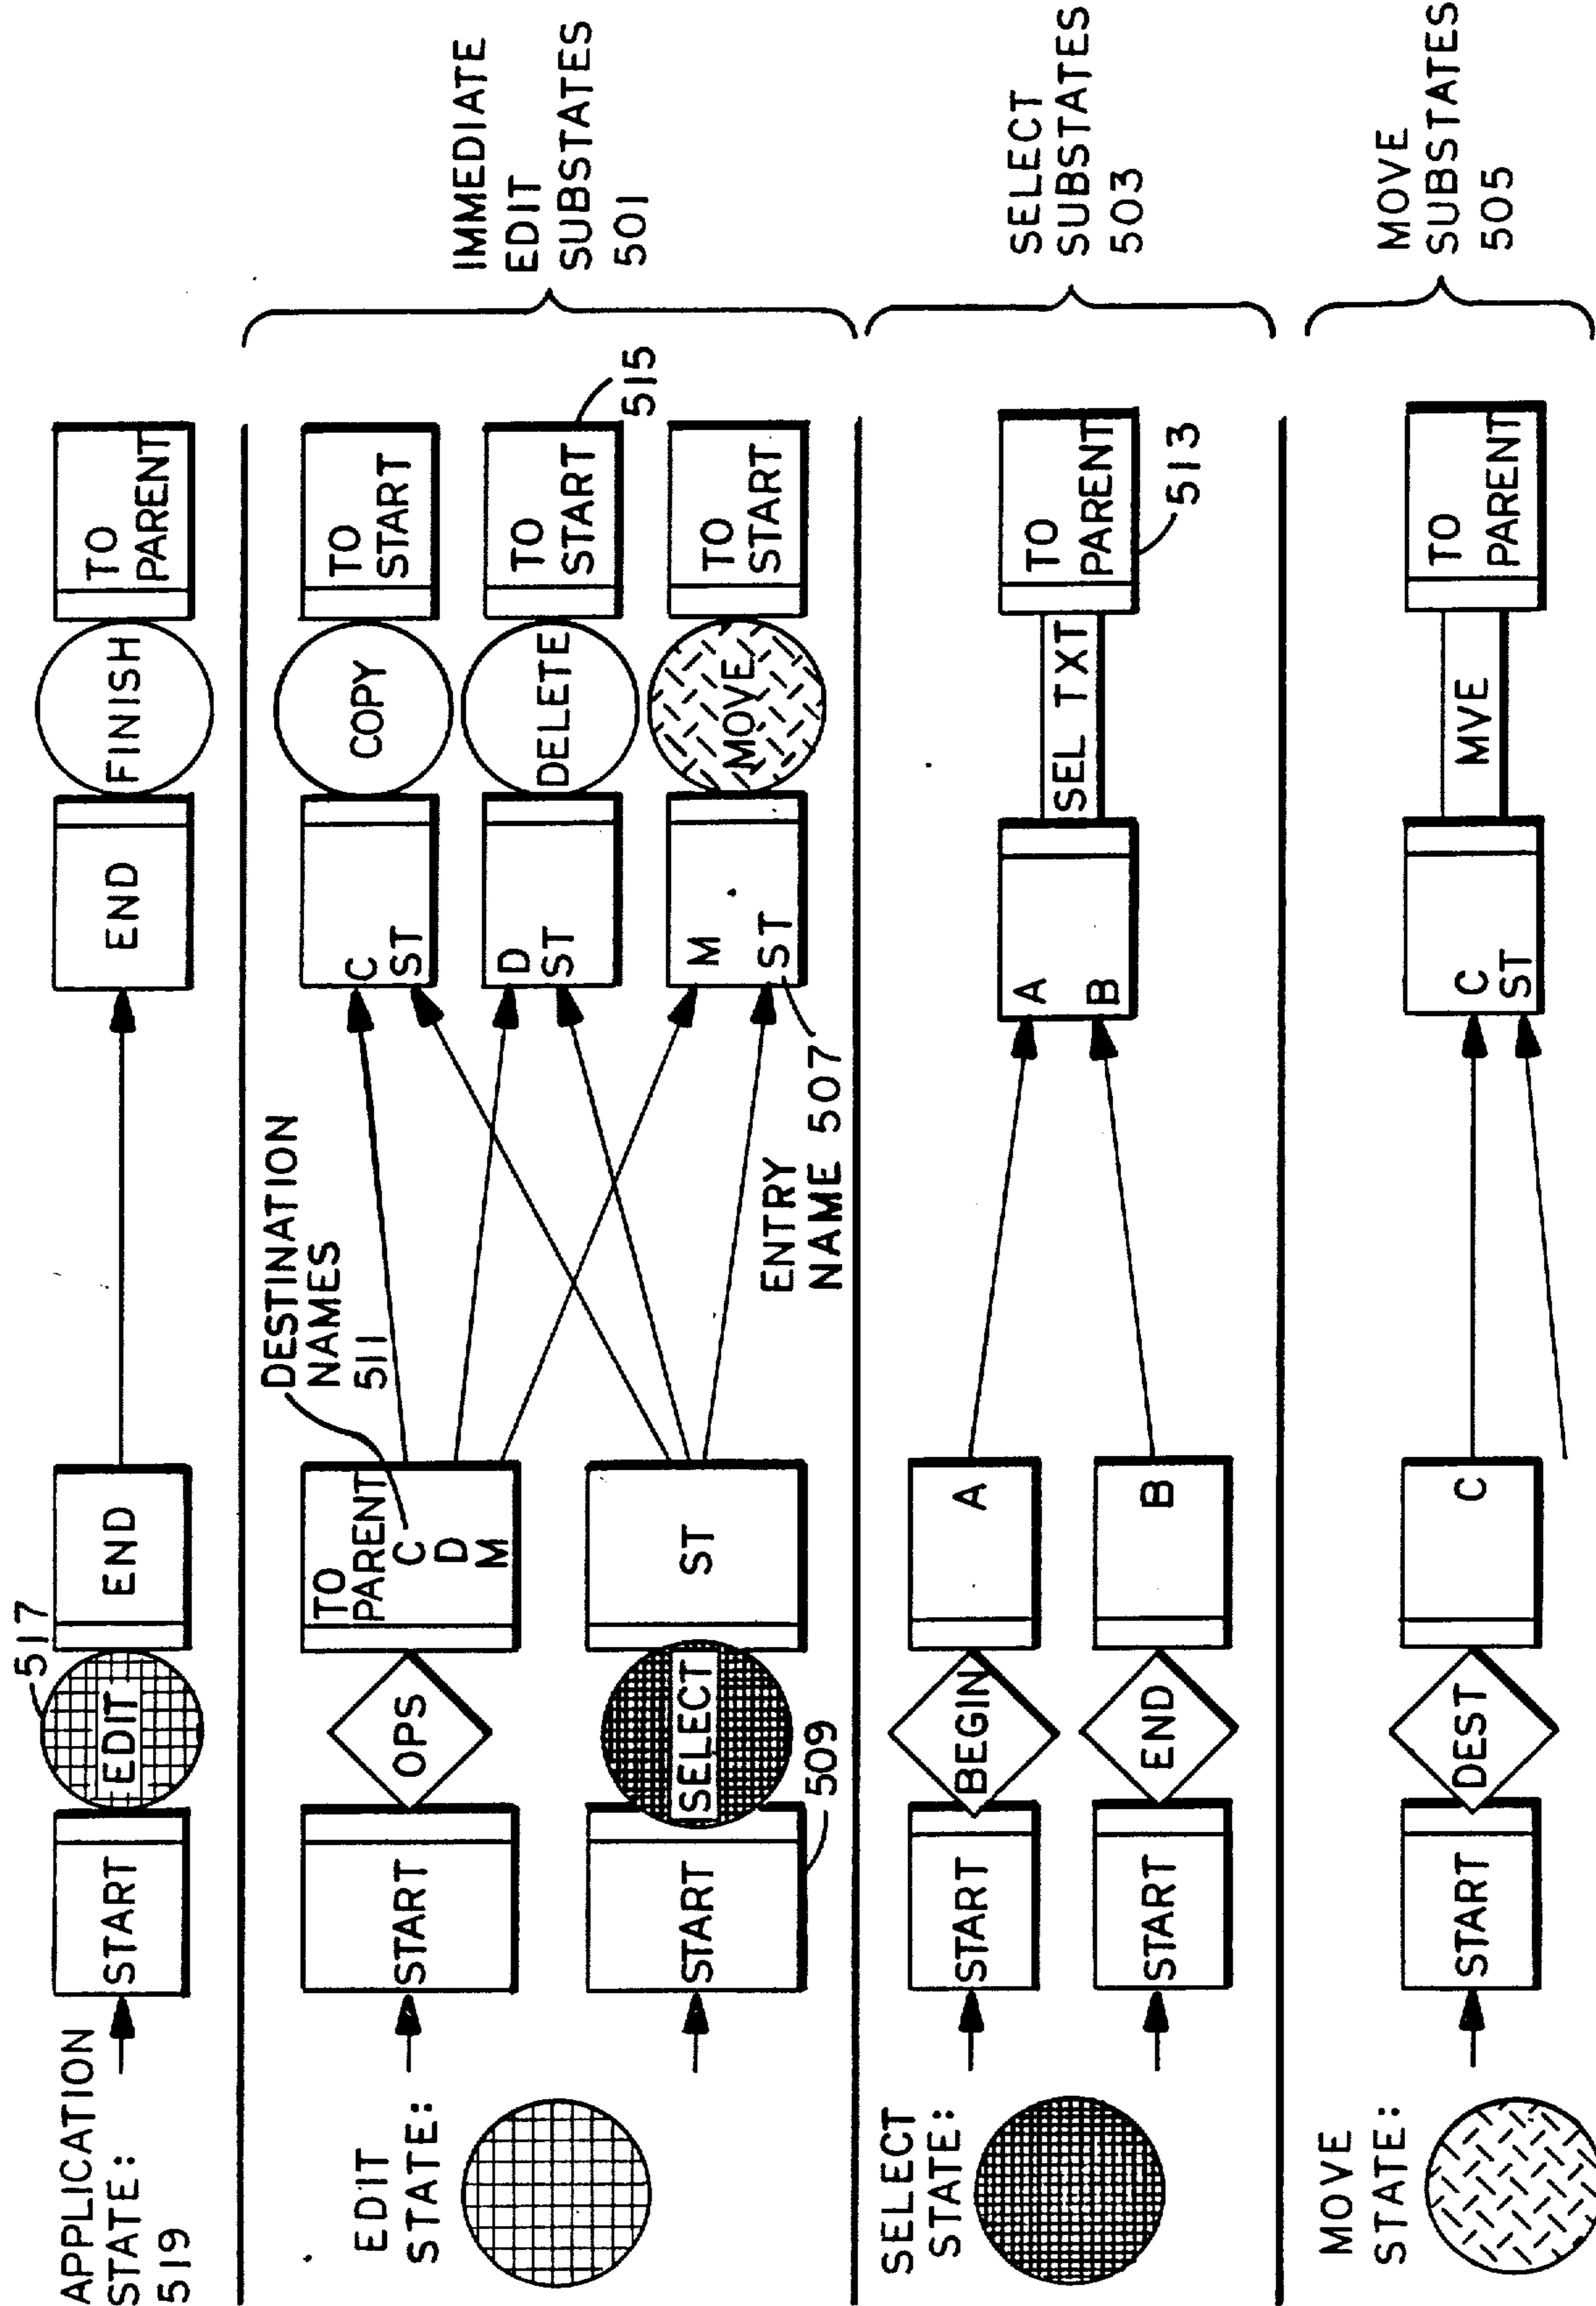 APPLICATION
STATE:
519
START
EDIT
517
END
END
FINISH
TO
PARENT
EDIT
STATE:
START
OPS
TO
PARENT
C
D
M
DESTINATION
NAMES
511
C
ST
COPY
TO
START
D
ST
DELETE
TO
START
515
START
509
SELECT
ST
ENTRY
NAME 507
M
ST
MOVE
TO
START
IMMEDIATE
EDIT
SUBSTATES
501
SELECT
STATE:
START
BEGIN
A
START
END
B
A
B
SEL TXT
TO
PARENT
513
SELECT
SUBSTATES
503
MOVE
STATE:
START
DEST
C
C
ST
MVE
TO
PARENT
MOVE
SUBSTATES
505